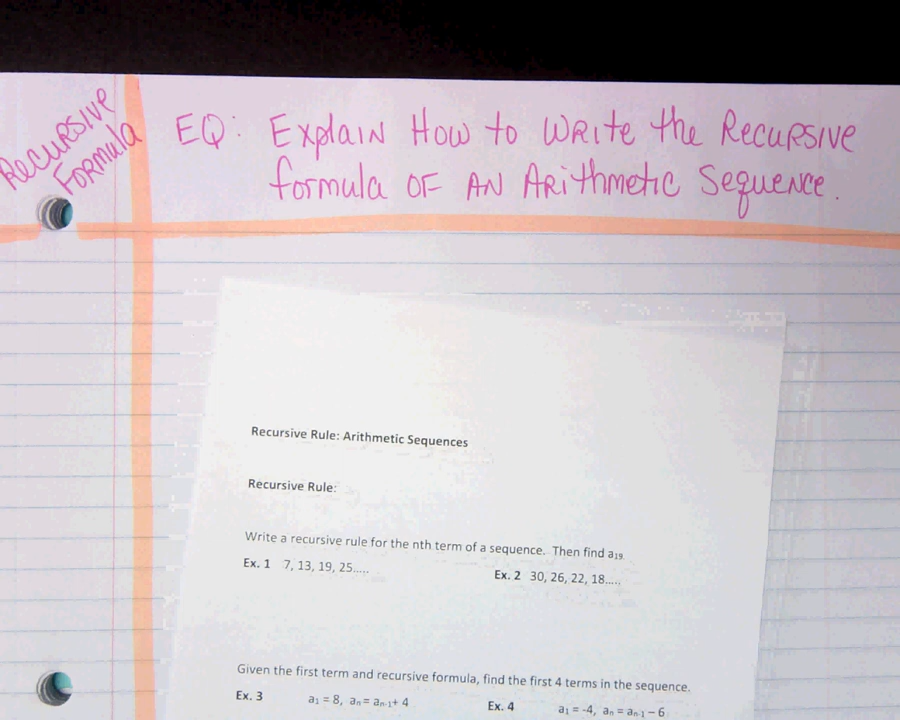 Recursive
Formula
EQ: Explain How to Write the Recursive
formula OF AN Arithmetic Sequence.
Recursive Rule: Arithmetic Sequences
Recursive Rule:
Write a recursive rule for the nth term of a sequence. Then find a₁₉.
Ex. 1 7, 13, 19, 25..... Ex. 2 30, 26, 22, 18.....
Given the first term and recursive formula, find the first 4 terms in the sequence.
Ex. 3 a₁ = 8, aₙ = aₙ₋₁+ 4 Ex. 4 a₁ = -4, aₙ = aₙ₋₁ – 6